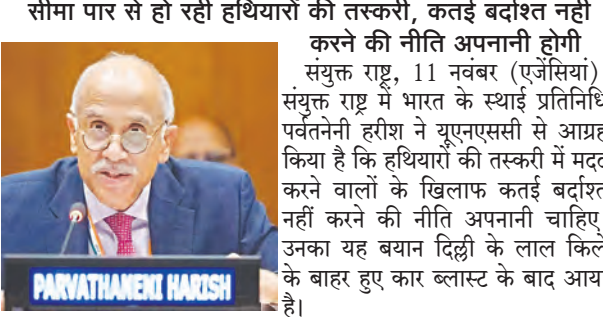 सीमा पार से हो रही हथियारों की तस्करी, कतई बर्दाश्त नहीं
करने की नीति अपनानी होगी
संयुक्त राष्ट्र, 11 नवंबर (एजेंसियां)
संयुक्त राष्ट्र में भारत के स्थाई प्रतिनिधि
पर्वतनेनी हरीश ने यूएनएससी से आग्रह
किया है कि हथियारों की तस्करी में मदद
करने वालों के खिलाफ कतई बर्दाश्त
नहीं करने की नीति अपनानी चाहिए
उनका यह बयान दिल्ली के लाल किले
के बाहर हुए कार ब्लास्ट के बाद आया
है।
PARVATHANENI HARISH